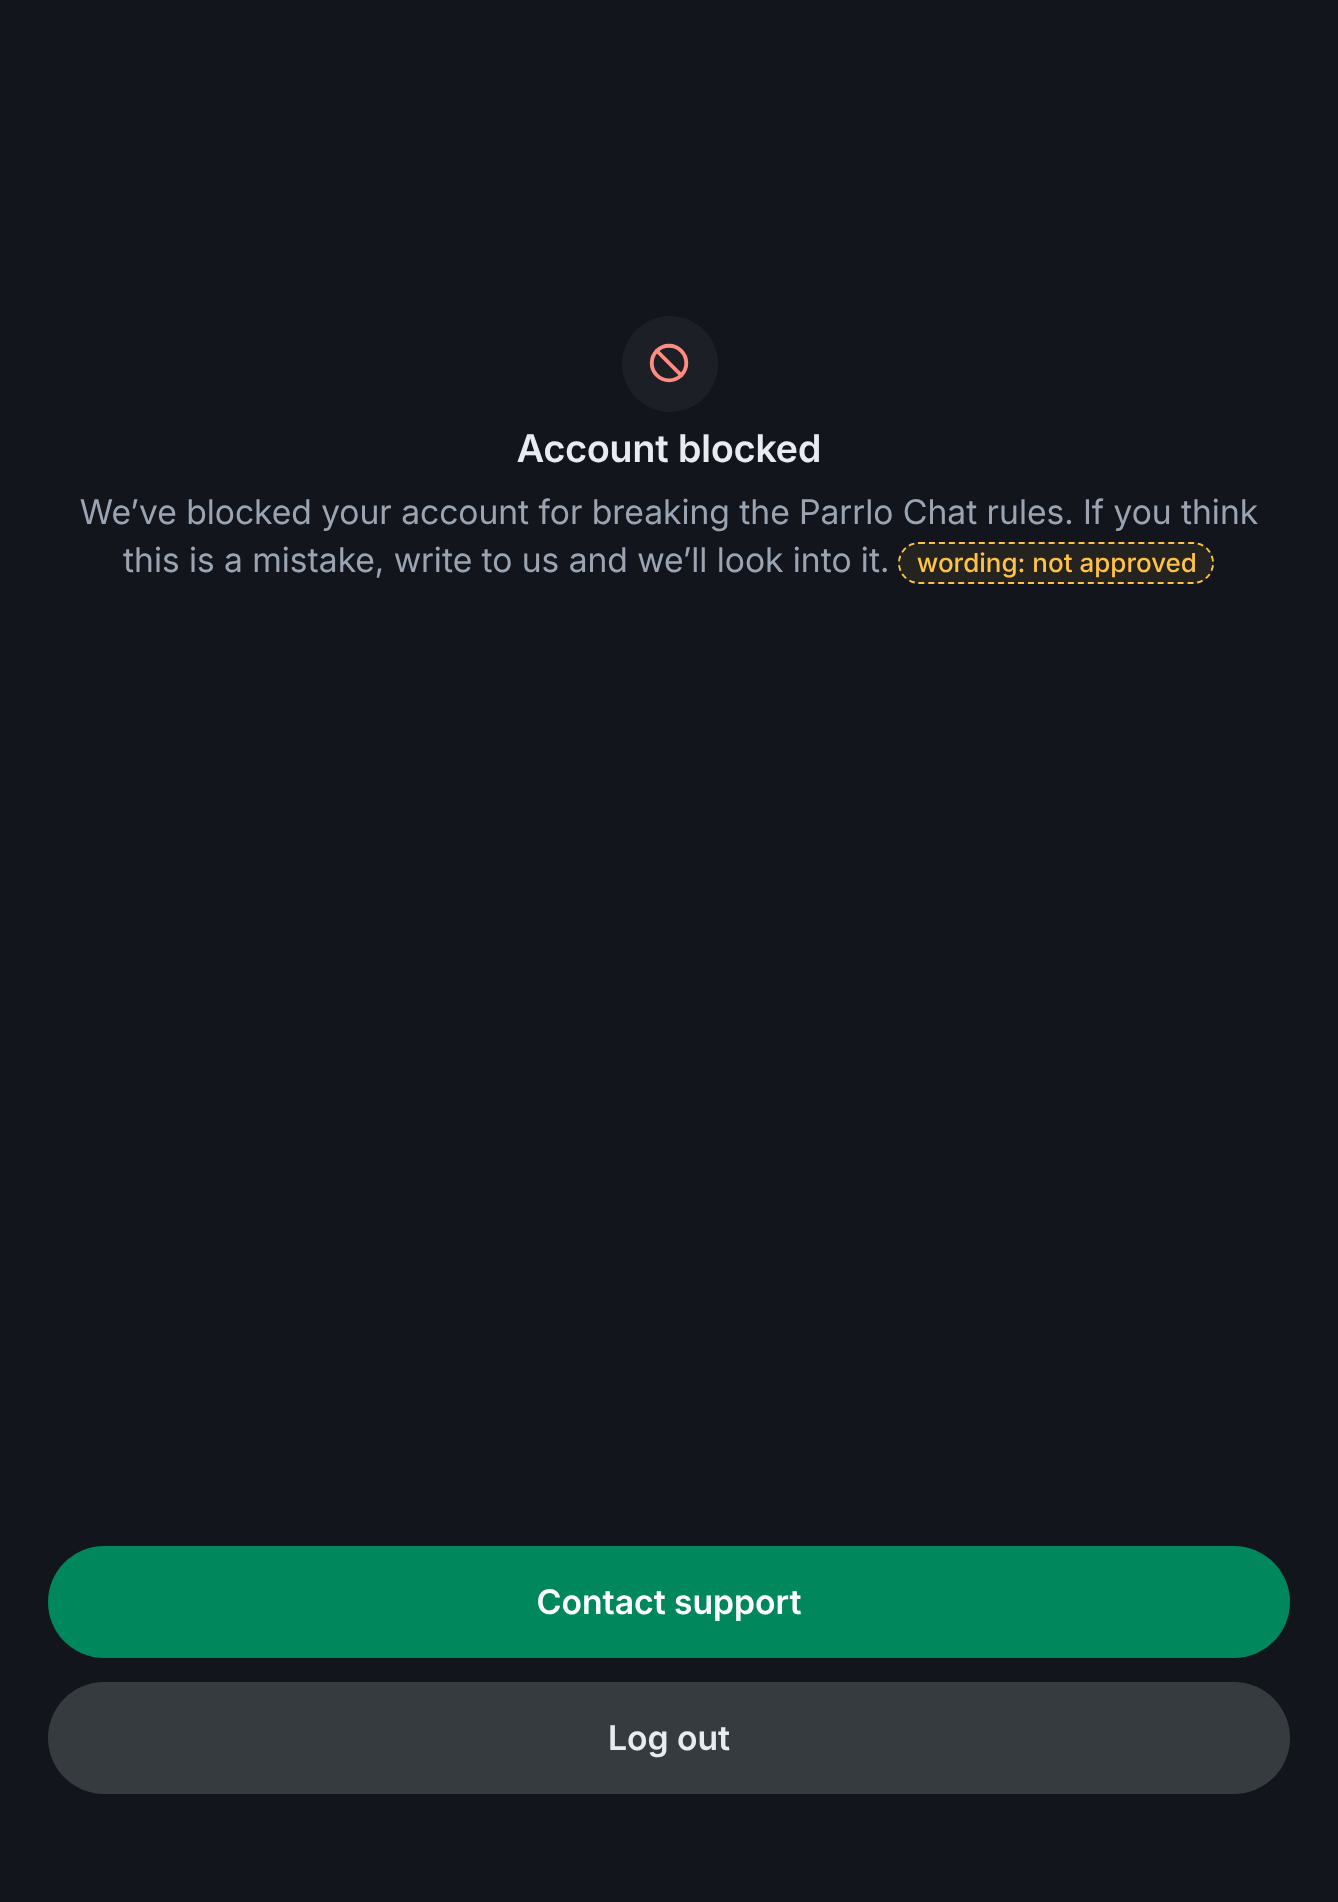 Account blocked
We’ve blocked your account for breaking the Parrlo Chat rules. If you think
this is a mistake, write to us and we’ll look into it. wording: not approved
Contact support
Log out